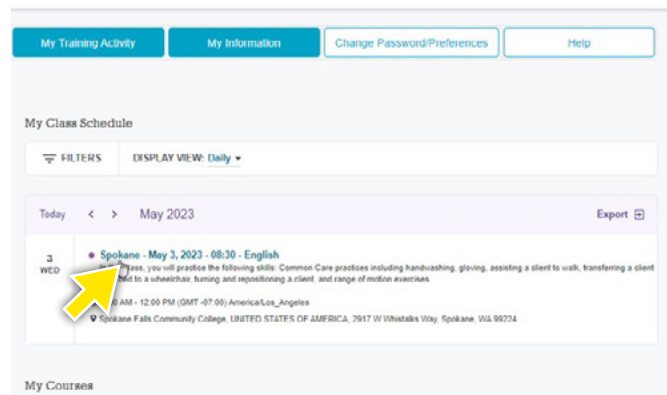 My Training Activity
My Information
Change Password/Preferences
Help
My Class Schedule
FILTERS
DISPLAY VIEW: Daily
Today < > May 2023
Export
3
WED
Spokane - May 3, 2023 - 08:30 - English
class, you will practice the following skills: Common Care practices including handwashing, gloving, assisting a client to walk, transferring a client
to a wheelchair, turning and repositioning a client, and range of motion exercises.
AM - 12:00 PM (GMT -07:00) America/Los_Angeles
Spokane Falls Community College, UNITED STATES OF AMERICA, 2917 W Whistalks Way, Spokane, WA 99224
My Courses